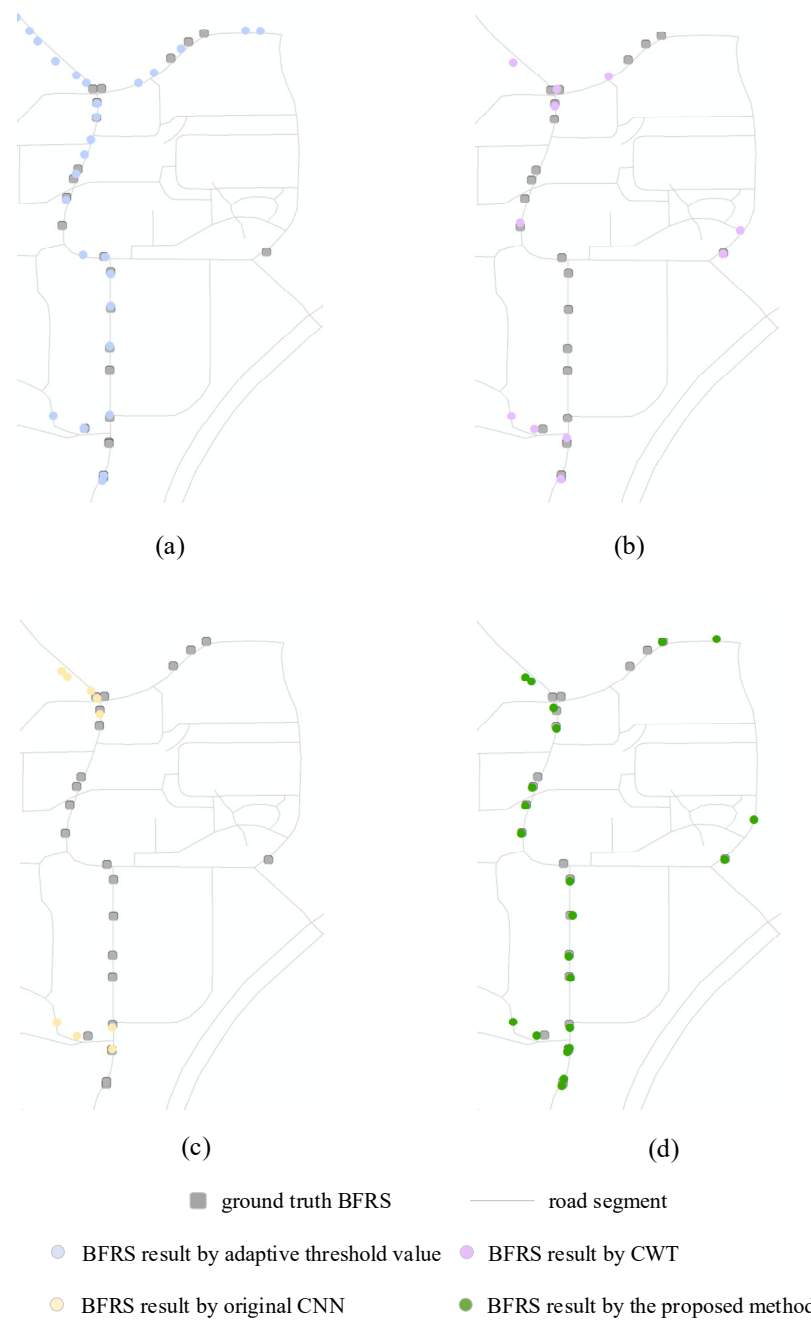 (a)
(b)
(c)
(d)
ground truth BFRS
road segment
BFRS result by adaptive threshold value
BFRS result by CWT
BFRS result by original CNN
BFRS result by the proposed method